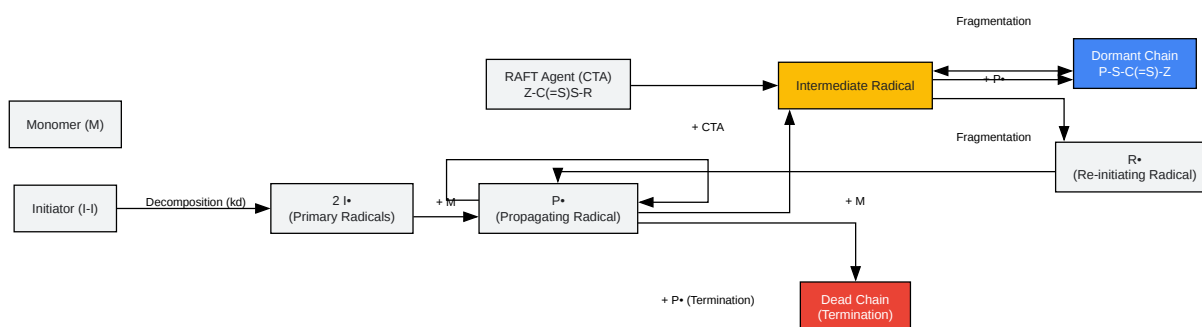 Fragmentation
Dormant Chain
P-S-C(=S)-Z
RAFT Agent (CTA)
Z-C(=S)S-R
Intermediate Radical
+ P•
Monomer (M)
+ CTA
Fragmentation
R•
(Re-initiating Radical)
Initiator (I-I)
Decomposition (kd)
2 I•
(Primary Radicals)
+ M
P•
(Propagating Radical)
+ M
+ P• (Termination)
Dead Chain
(Termination)